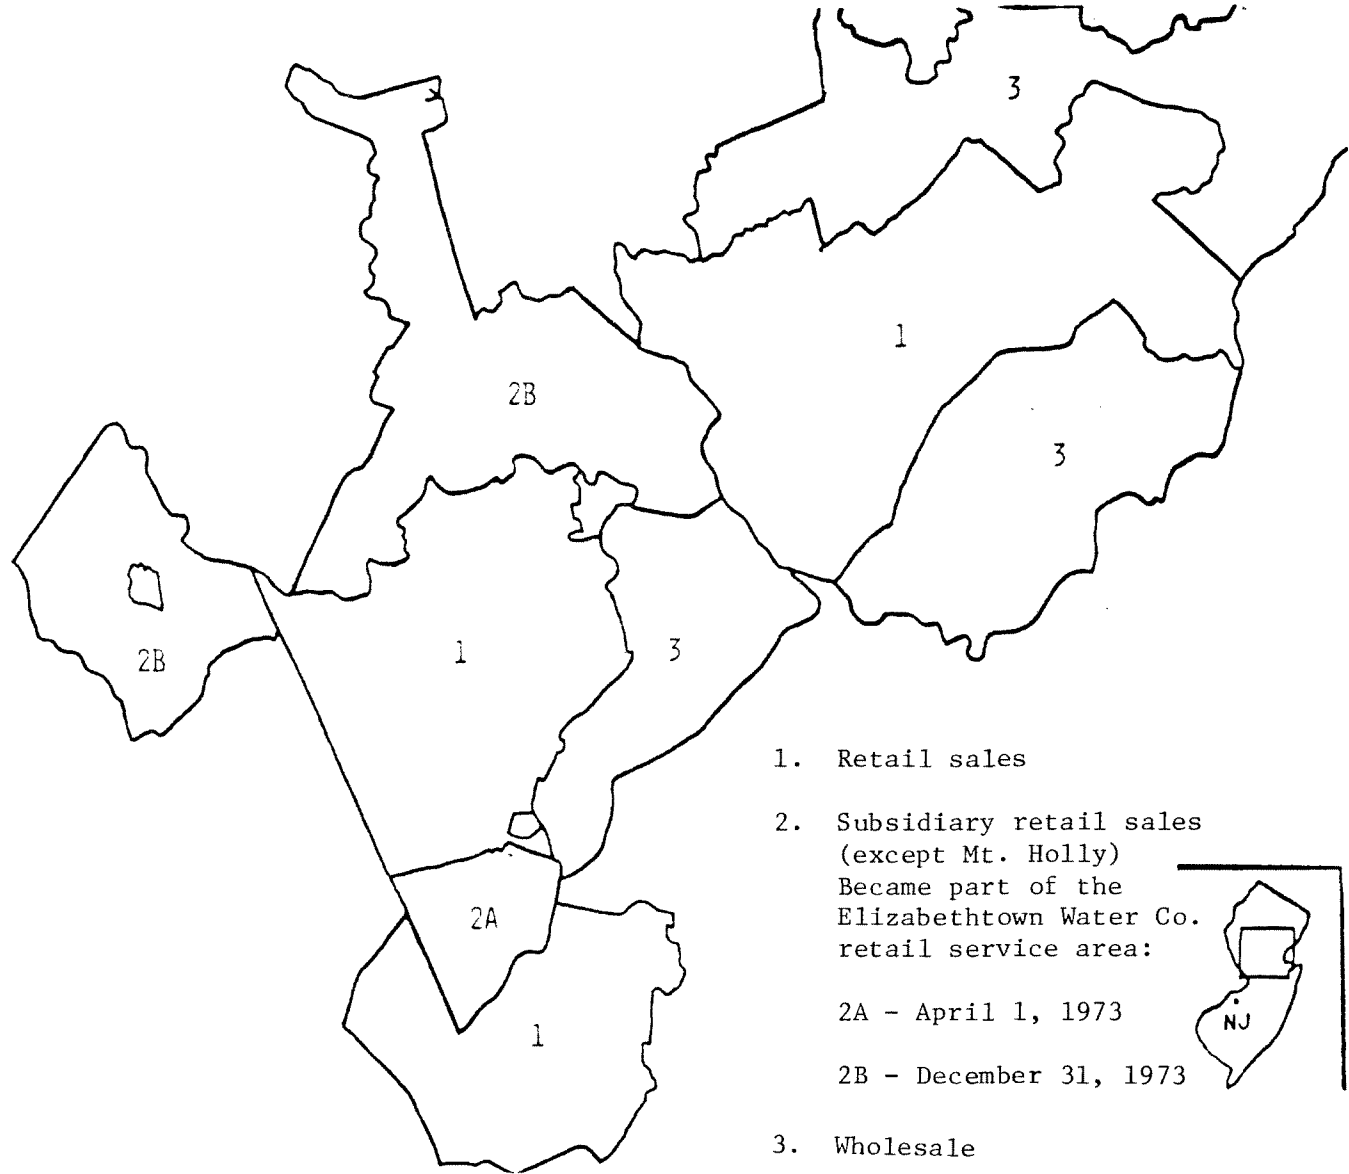 3
1
2B
3
1
3
2B
2A
1
1. Retail sales
2. Subsidiary retail sales
(except Mt. Holly)
Became part of the
Elizabethtown Water Co.
retail service area:
2A - April 1, 1973
2B - December 31, 1973
3. Wholesale
NJ